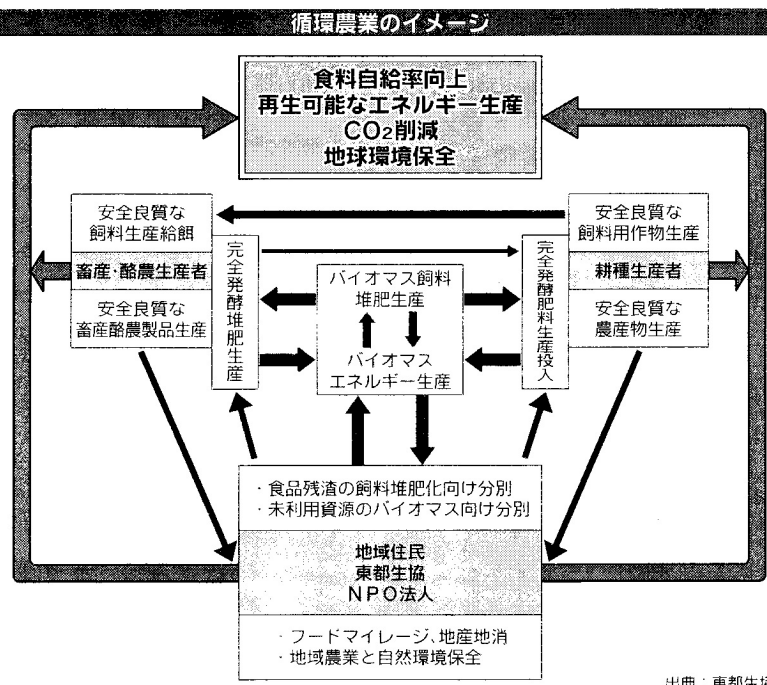 循環農業のイメージ
食料自給率向上
再生可能なエネルギー生産
CO2削減
地球環境保全
安全良質な
飼料生産給餌
畜産・酪農生産者
安全良質な
畜産酪農製品生産
完全発酵堆肥生産
バイオマス飼料
堆肥生産
バイオマス
エネルギー生産
完全発酵肥料生産投入
安全良質な
飼料用作物生産
耕種生産者
安全良質な
農産物生産
・食品残渣の飼料堆肥化向け分別
・未利用資源のバイオマス向け分別
地域住民
東都生協
NPO法人
・フードマイレージ、地産地消
・地域農業と自然環境保全
出典：東都生協